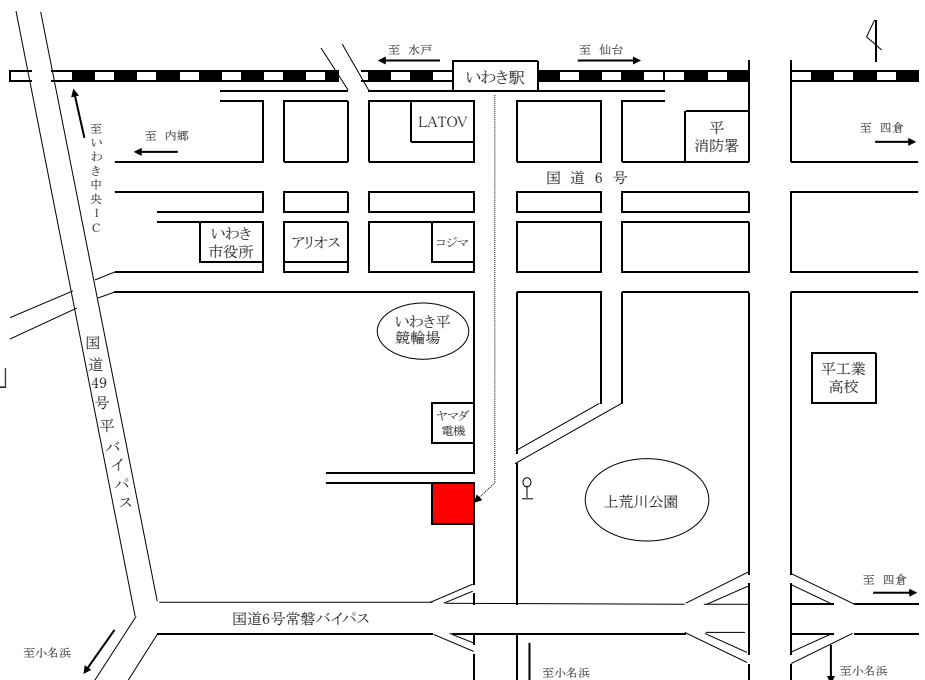 至 水戸
至 仙台
いわき駅
至いわき中央IC
至 内郷
LATOV
平
消防署
至 四倉
国道6号
いわき
市役所
アリオス
コジマ
いわき平
競輪場
国道49号平バイパス
平工業
高校
ヤマダ
電機
上荒川公園
至 四倉
国道6号常磐バイパス
至小名浜
至小名浜
至小名浜